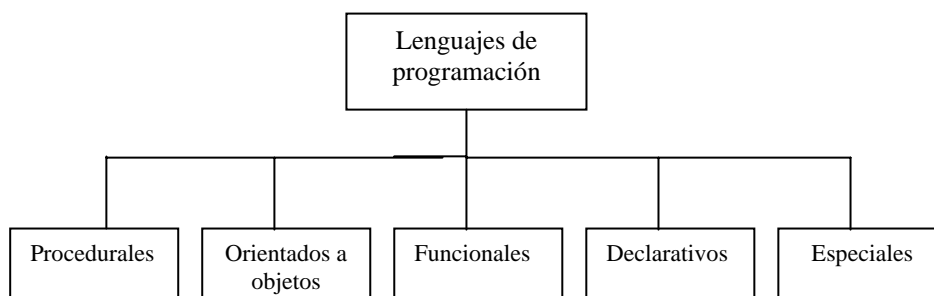 Lenguajes de
programación
Procedurales
Orientados a
objetos
Funcionales
Declarativos
Especiales